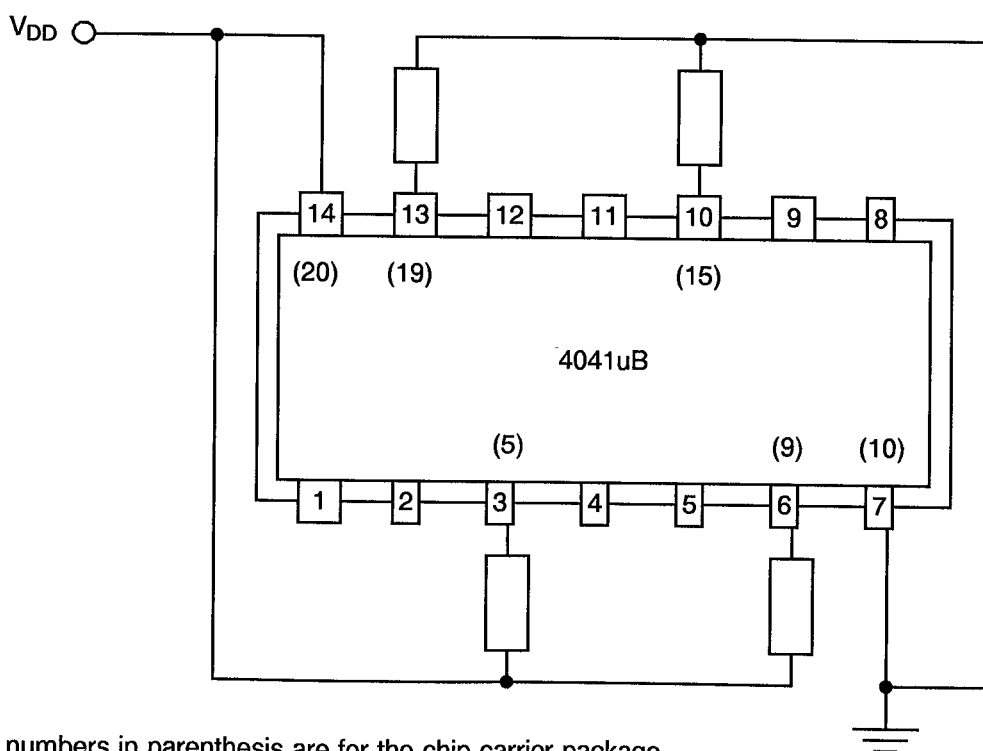 VDD
14 13 12 11 10 9 8
(20) (19) (15)
4041uB
(5) (9) (10)
1 2 3 4 5 6 7
numbers in parenthesis are for the chip carrier package